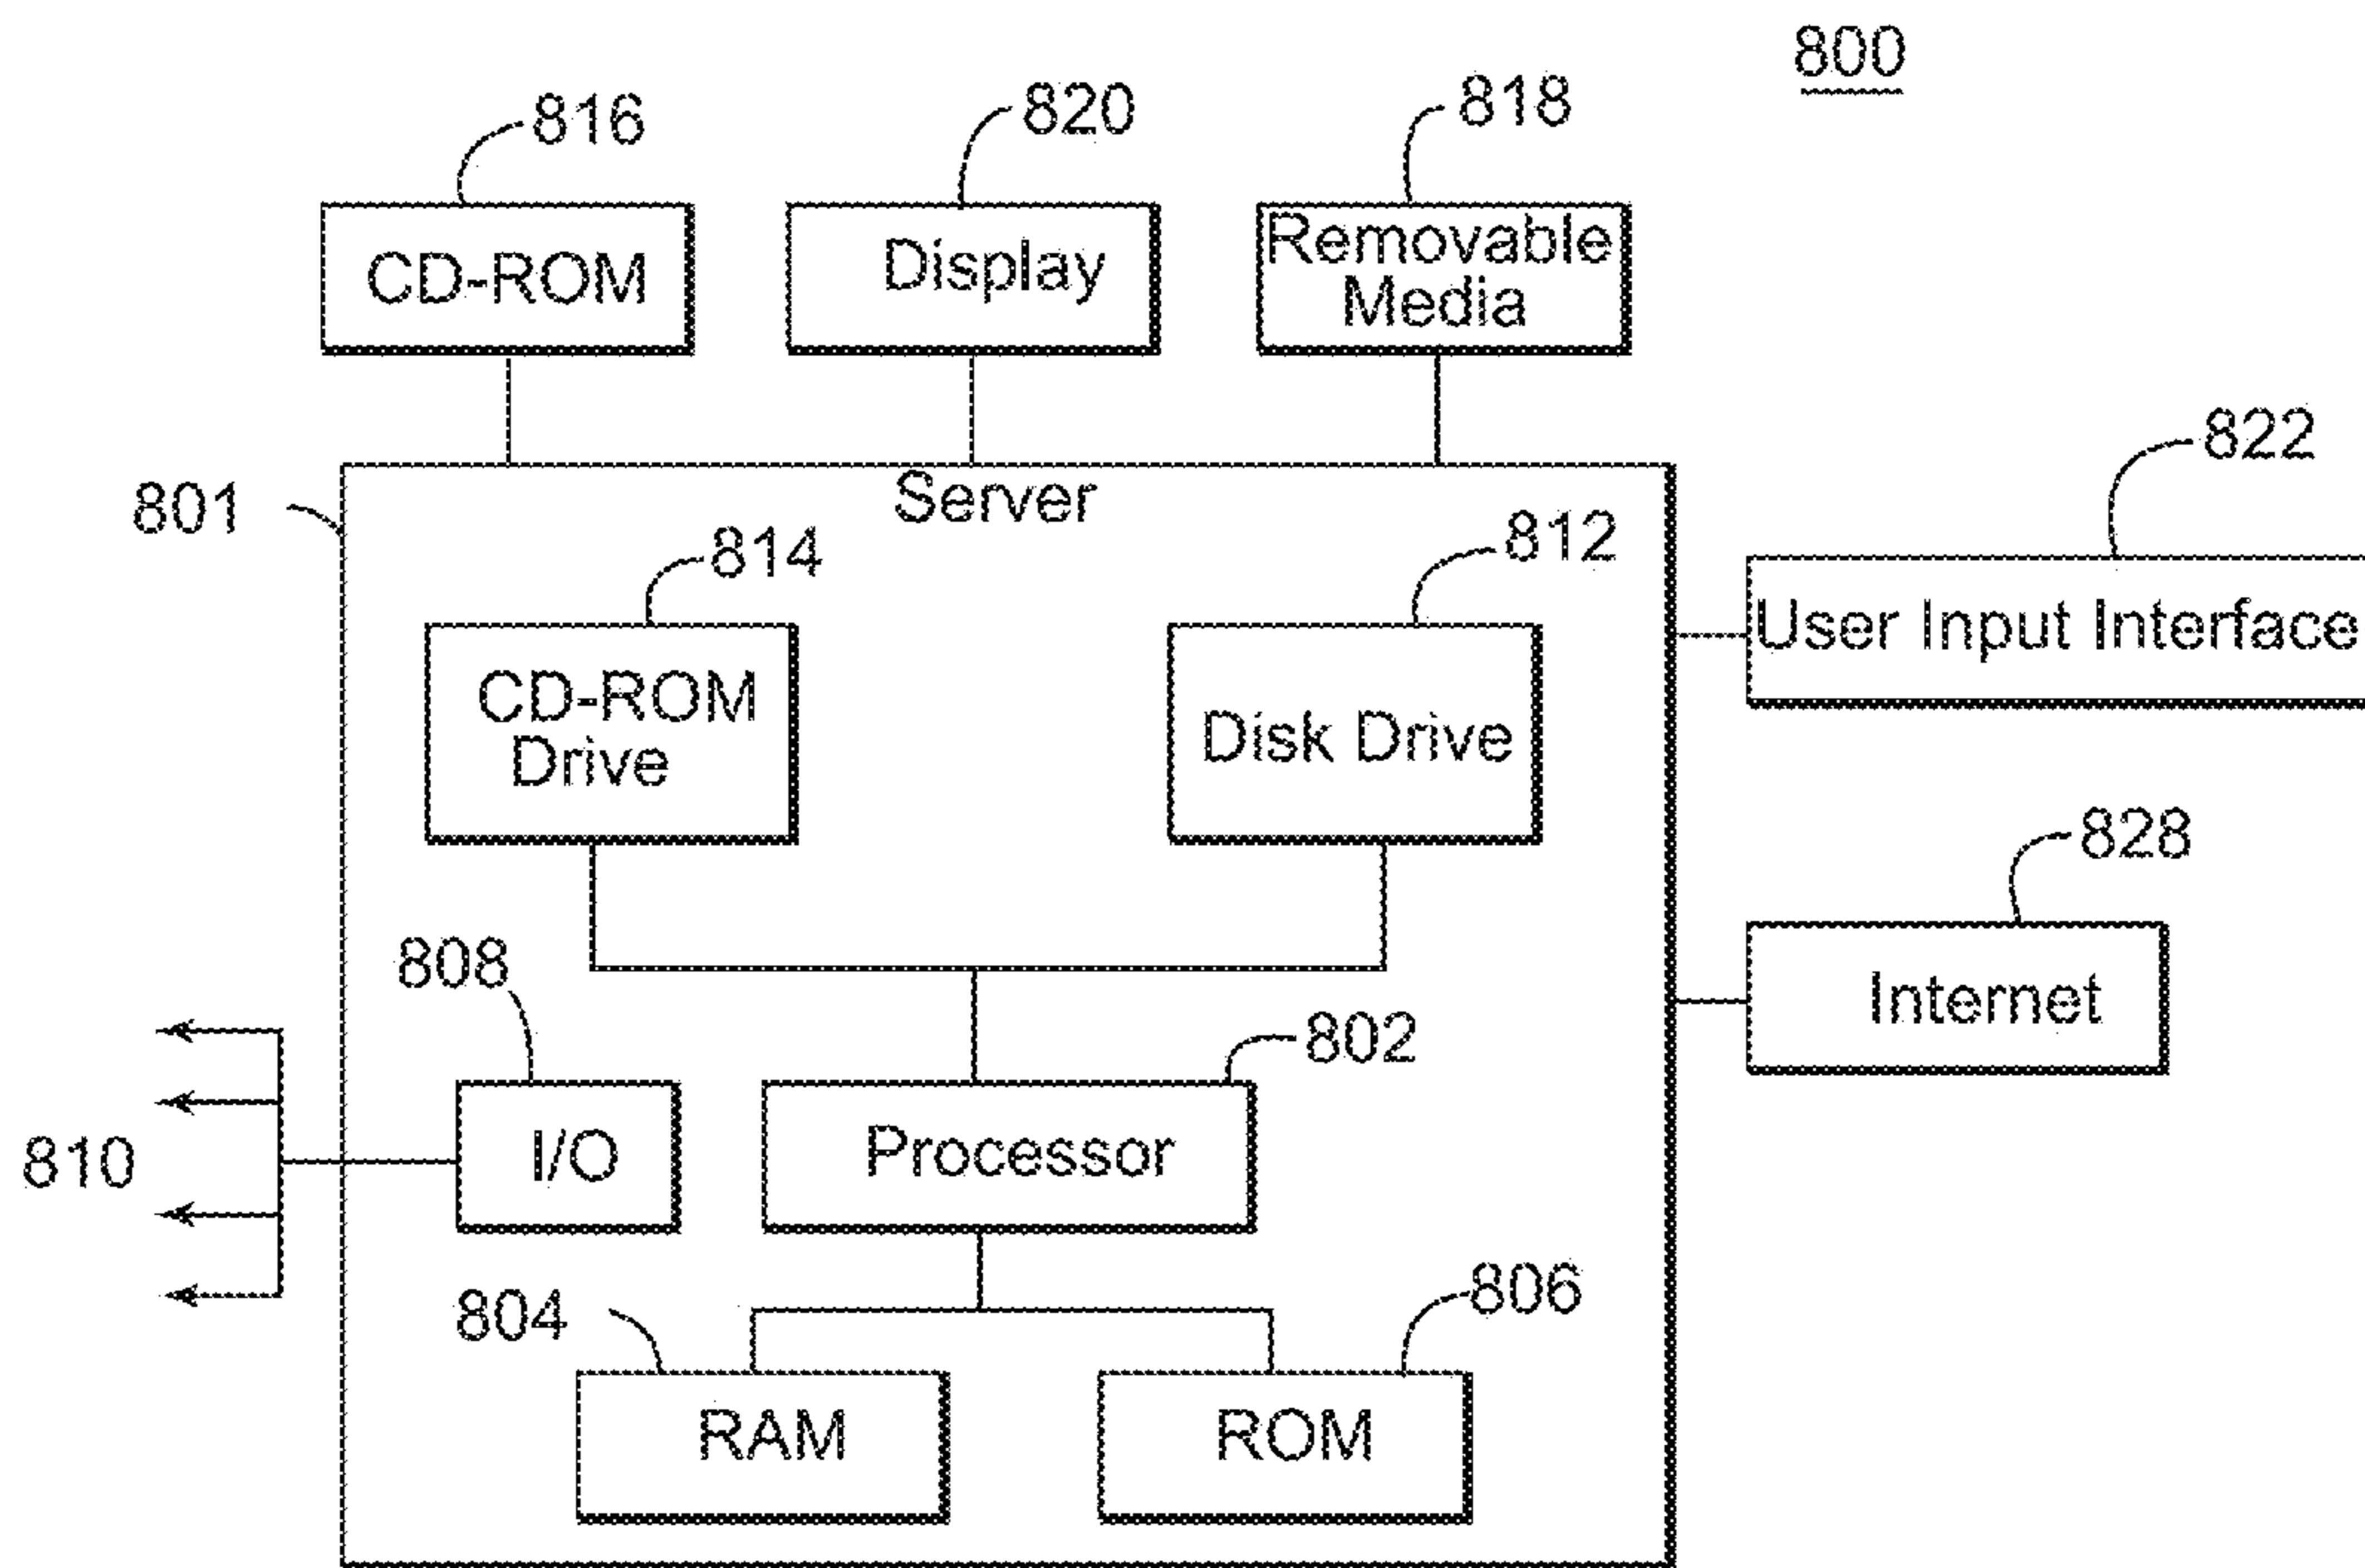 800
816
820
818
CD-ROM
Display
Removable
Media
822
801
Server
814
812
User Input Interface
CD-ROM
Drive
Disk Drive
828
808
Internet
802
810
I/O
Processor
804
806
RAM
ROM